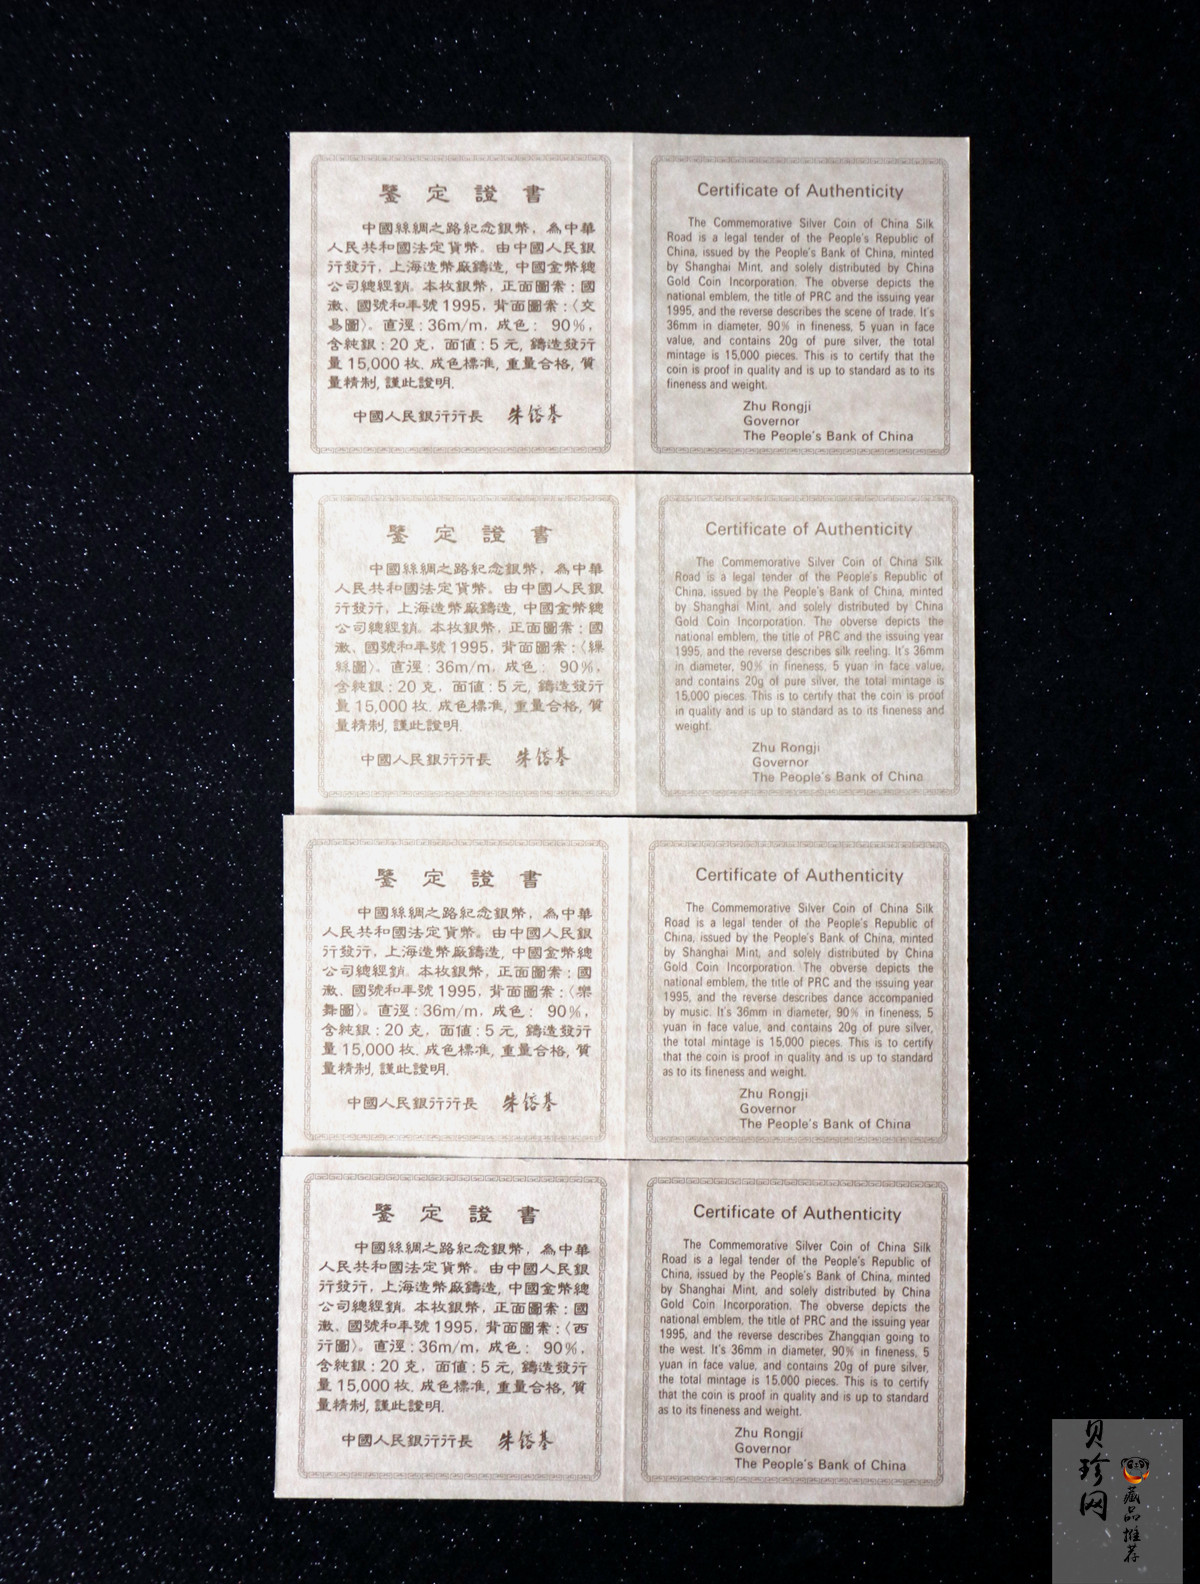 鑒定證書
中國絲綢之路紀念銀幣，為中華
人民共和國法定貨幣。由中國人民銀
行發行，上海造幣廠鑄造，中國金幣總
公司總經銷。本枚銀幣，正面圖案：國
徽、國號和年號1995，背面圖案：〈交
易圖〉。直徑：36m/m，成色：90%，
含純銀：20克，面值：5元，鑄造發行
量15,000枚.成色標准，重量合格，質
量精制，謹此證明.
中國人民銀行行長 朱镕基
Certificate of Authenticity
The Commemorative Silver Coin of China Silk
Road is a legal tender of the People's Republic of
China, issued by the People's Bank of China, minted
by Shanghai Mint, and solely distributed by China
Gold Coin Incorporation. The obverse depicts the
national emblem, the title of PRC and the issuing year
1995, and the reverse describes the scene of trade. It's
36mm in diameter, 90% in fineness, 5 yuan in face
value, and contains 20g of pure silver, the total
mintage is 15,000 pieces. This is to certify that the
coin is proof in quality and is up to standard as to its
fineness and weight.
Zhu Rongji
Governor
The People's Bank of China
鑒定證書
中國絲綢之路紀念銀幣，為中華
人民共和國法定貨幣。由中國人民銀
行發行，上海造幣廠鑄造，中國金幣總
公司總經銷。本枚銀幣，正面圖案：國
徽、國號和年號1995，背面圖案：〈繅
絲圖〉。直徑：36m/m，成色：90%，
含純銀：20克，面值：5元，鑄造發行
量15,000枚.成色標准，重量合格，質
量精制，謹此證明.
中國人民銀行行長 朱镕基
Certificate of Authenticity
The Commemorative Silver Coin of China Silk
Road is a legal tender of the People's Republic of
China, issued by the People's Bank of China, minted
by Shanghai Mint, and solely distributed by China
Gold Coin Incorporation. The obverse depicts the
national emblem, the title of PRC and the issuing year
1995, and the reverse describes silk reeling. It's 36mm
in diameter, 90% in fineness, 5 yuan in face value,
and contains 20g of pure silver, the total mintage is
15,000 pieces. This is to certify that the coin is proof
in quality and is up to standard as to its fineness and
weight.
Zhu Rongji
Governor
The People's Bank of China
鑒定證書
中國絲綢之路紀念銀幣，為中華
人民共和國法定貨幣。由中國人民銀
行發行，上海造幣廠鑄造，中國金幣總
公司總經銷。本枚銀幣，正面圖案：國
徽、國號和年號1995，背面圖案：〈樂
舞圖〉。直徑：36m/m，成色：90%，
含純銀：20克，面值：5元，鑄造發行
量15,000枚.成色標准，重量合格，質
量精制，謹此證明.
中國人民銀行行長 朱镕基
Certificate of Authenticity
The Commemorative Silver Coin of China Silk
Road is a legal tender of the People's Republic of
China, issued by the People's Bank of China, minted
by Shanghai Mint, and solely distributed by China
Gold Coin Incorporation. The obverse depicts the
national emblem, the title of PRC and the issuing year
1995, and the reverse describes dance accompanied
by music. It's 36mm in diameter, 90% in fineness, 5
yuan in face value, and contains 20g of pure silver,
the total mintage is 15,000 pieces. This is to certify
that the coin is proof in quality and is up to standard
as to its fineness and weight.
Zhu Rongji
Governor
The People's Bank of China
鑒定證書
中國絲綢之路紀念銀幣，為中華
人民共和國法定貨幣。由中國人民銀
行發行，上海造幣廠鑄造，中國金幣總
公司總經銷。本枚銀幣，正面圖案：國
徽、國號和年號1995，背面圖案：〈西
行圖〉。直徑：36m/m，成色：90%，
含純銀：20克，面值：5元，鑄造發行
量15,000枚.成色標准，重量合格，質
量精制，謹此證明.
中國人民銀行行長 朱镕基
Certificate of Authenticity
The Commemorative Silver Coin of China Silk
Road is a legal tender of the People's Republic of
China, issued by the People's Bank of China, minted
by Shanghai Mint, and solely distributed by China
Gold Coin Incorporation. The obverse depicts the
national emblem, the title of PRC and the issuing year
1995, and the reverse describes Zhangqian going to
the west. It's 36mm in diameter, 90% in fineness, 5
yuan in face value, and contains 20g of pure silver,
the total mintage is 15,000 pieces. This is to certify
that the coin is proof in quality and is up to standard
as to its fineness and weight.
Zhu Rongji
Governor
The People's Bank of China
贝珍网
藏品推荐